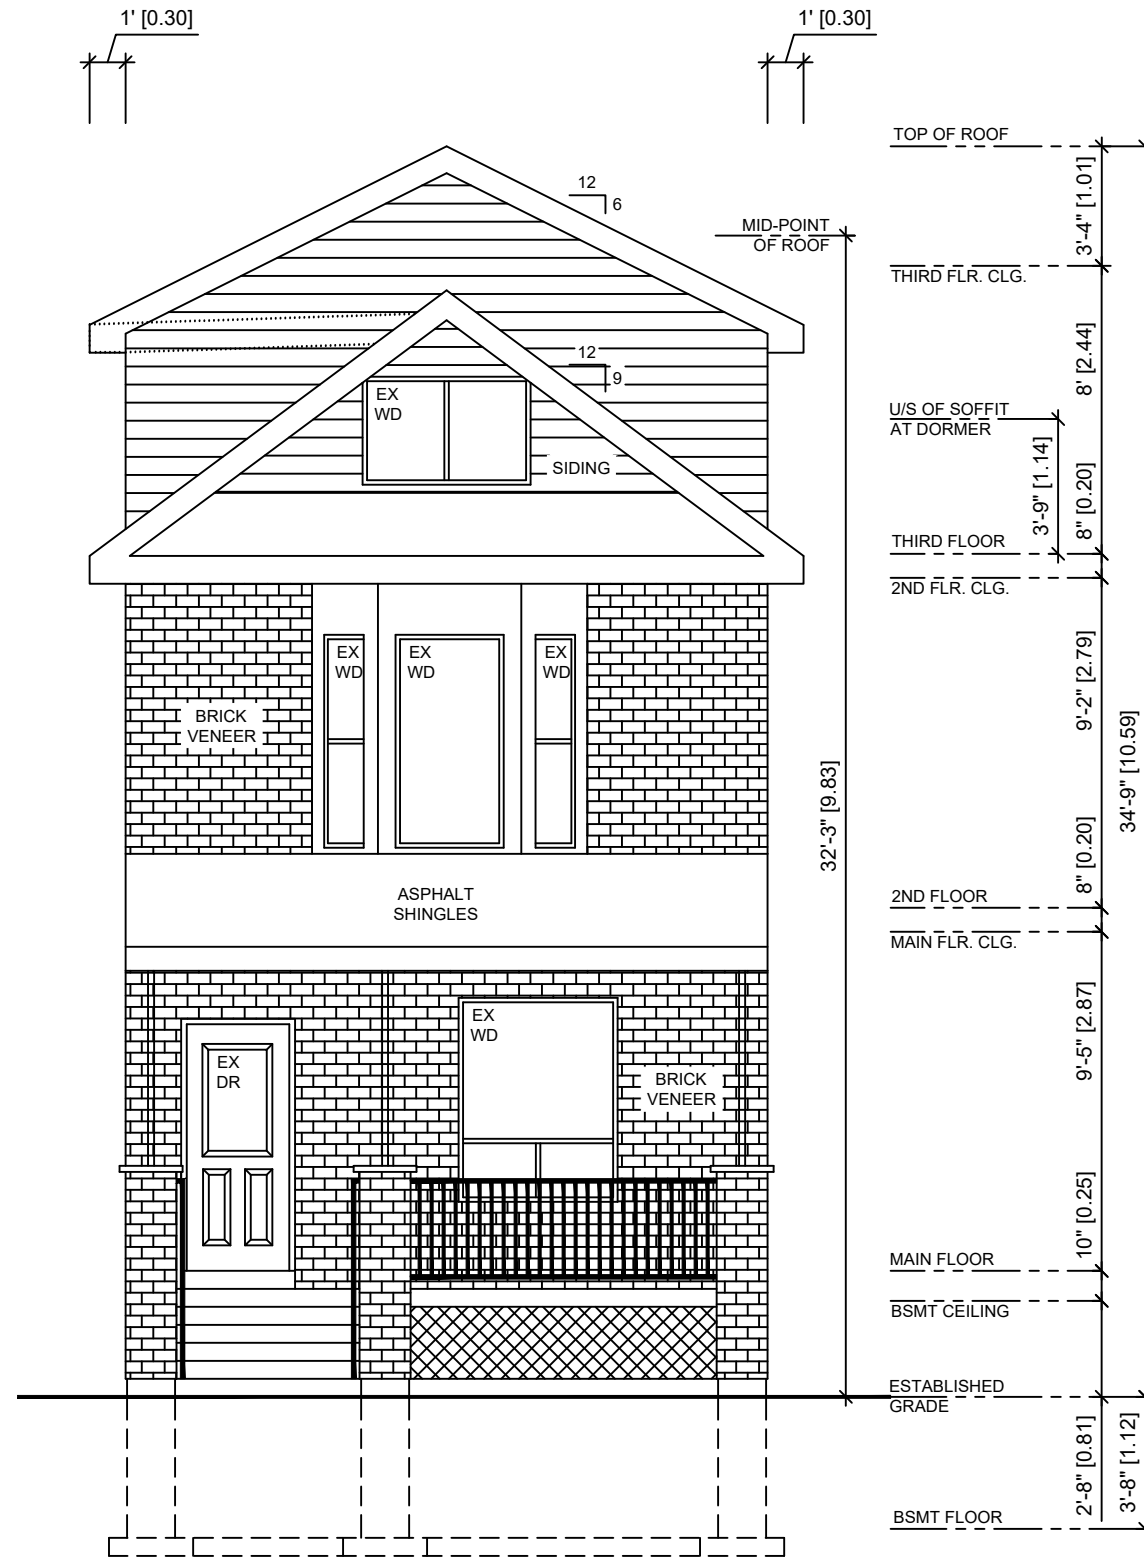 1' [0.30]
1' [0.30]
TOP OF ROOF
12
6
3'-4" [1.01]
MID-POINT
OF ROOF
THIRD FLR. CLG.
12
9
8' [2.44]
EX
WD
U/S OF SOFFIT
AT DORMER
SIDING
3'-9" [1.14]
8" [0.20]
THIRD FLOOR
2ND FLR. CLG.
EX
WD
EX
WD
EX
WD
9'-2" [2.79]
BRICK
VENEER
34'-9" [10.59]
32'-3" [9.83]
ASPHALT
SHINGLES
8" [0.20]
2ND FLOOR
MAIN FLR. CLG.
EX
WD
9'-5" [2.87]
EX
DR
BRICK
VENEER
10" [0.25]
MAIN FLOOR
BSMT CEILING
ESTABLISHED
GRADE
2'-8" [0.81]
3'-8" [1.12]
BSMT FLOOR